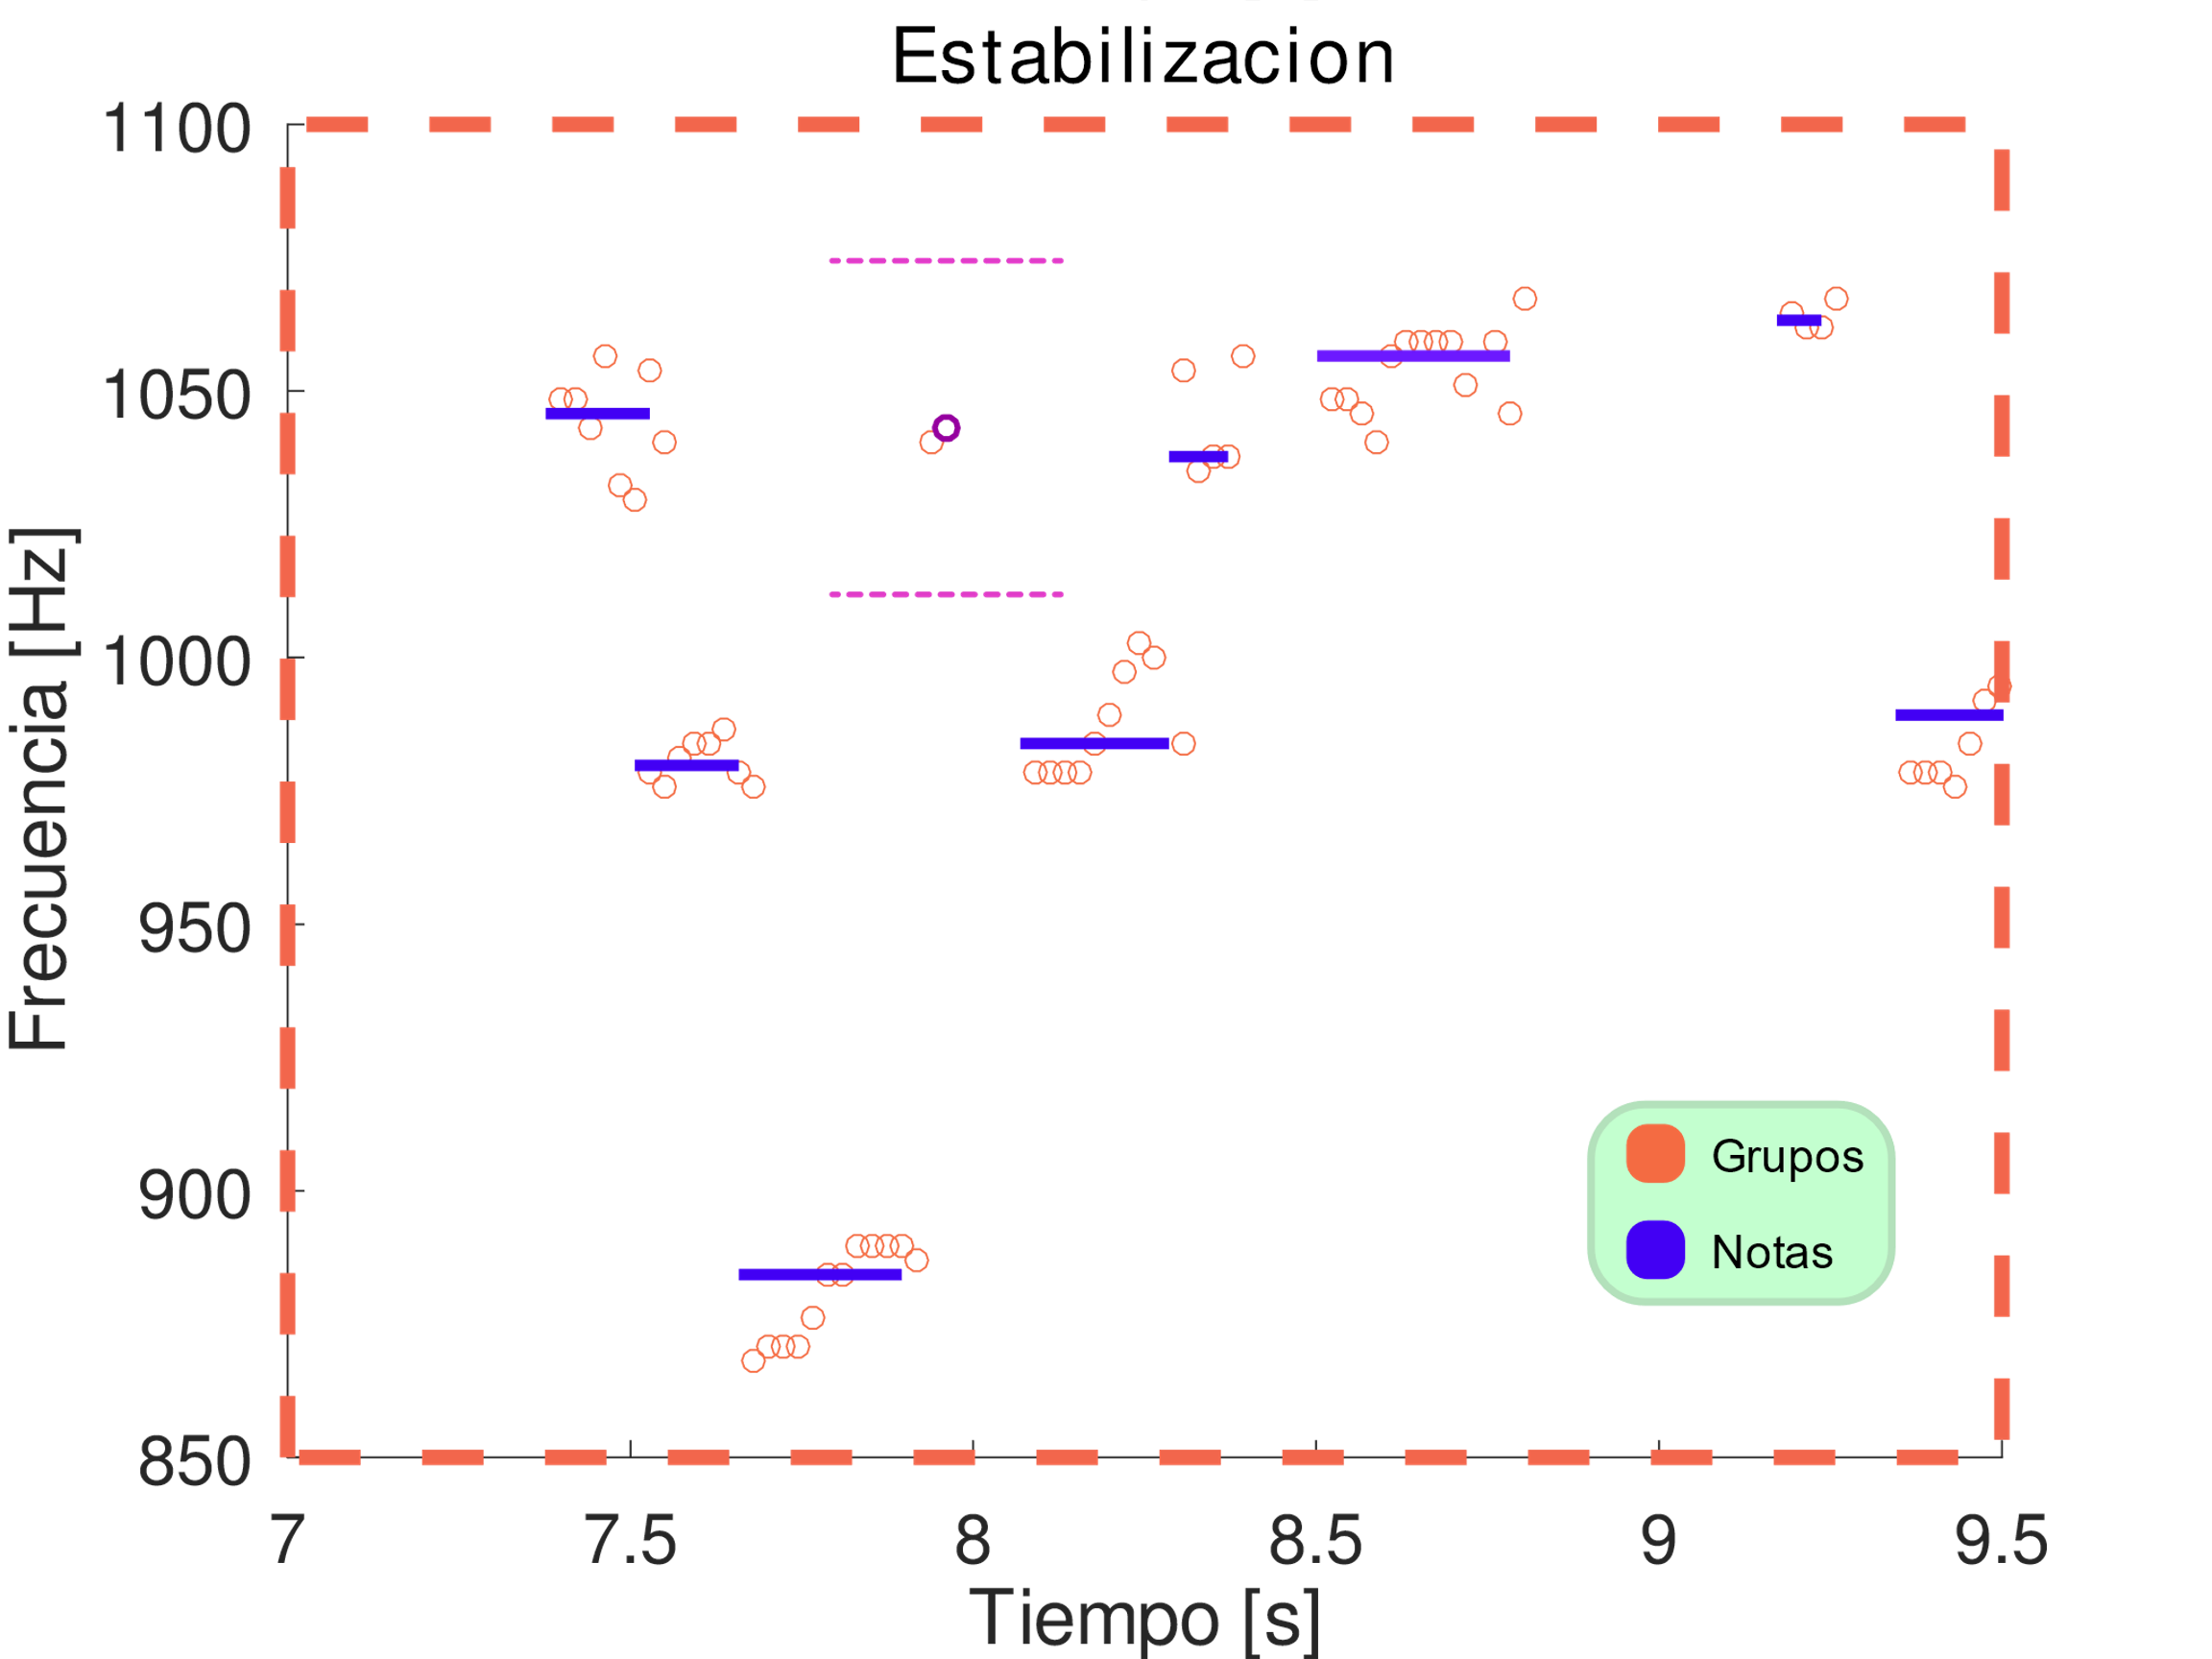 Estabilizacion
1100
1050
1000
950
900
850
Frecuencia [Hz]
Grupos
Notas
7 7.5 8 8.5 9 9.5
Tiempo [s]